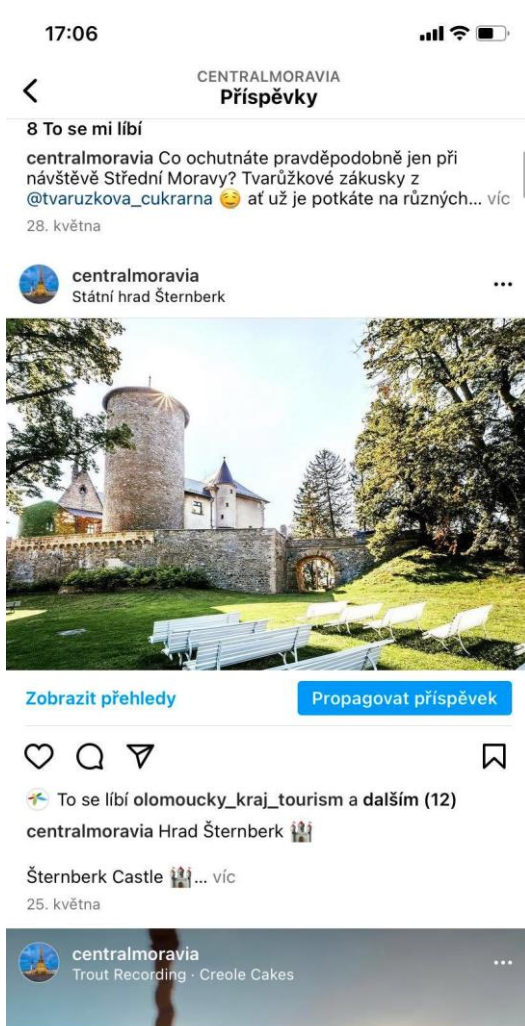 17:06
CENTRALMORAVIA
Příspěvky
8 To se mi líbí
centralmoravia Co ochutnáte pravděpodobně jen při
návštěvě Střední Moravy? Tvarůžkové zákusky z
@tvaruzkova_cukrarna 😋 ať už je potkáte na různých... víc
28. května
centralmoravia
Státní hrad Šternberk
Zobrazit přehledy
Propagovat příspěvek
To se líbí olomoucky_kraj_tourism a dalším (12)
centralmoravia Hrad Šternberk 🏰
Šternberk Castle 🏰... víc
25. května
centralmoravia
Trout Recording · Creole Cakes